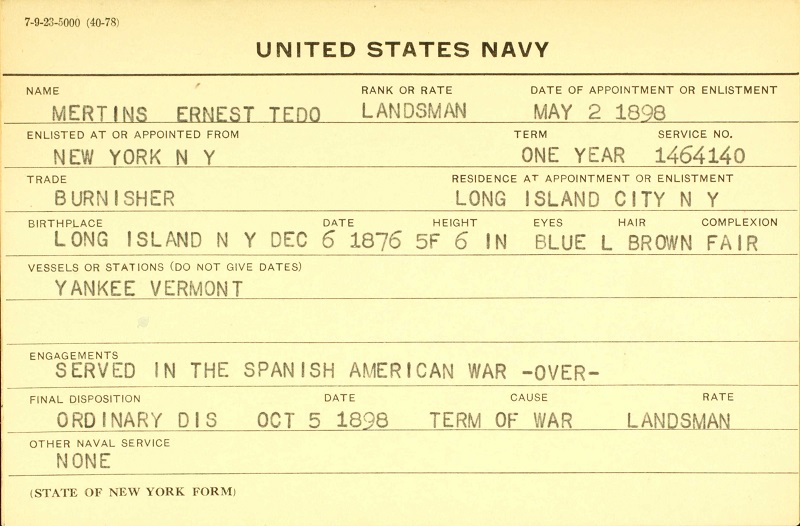 7-9-23-5000 (40-78)
UNITED STATES NAVY
NAME RANK OR RATE DATE OF APPOINTMENT OR ENLISTMENT
MERTINS ERNEST TEDO LANDSMAN MAY 2 1898
ENLISTED AT OR APPOINTED FROM TERM SERVICE NO.
NEW YORK N Y ONE YEAR 1464140
TRADE RESIDENCE AT APPOINTMENT OR ENLISTMENT
BURNISHER LONG ISLAND CITY N Y
BIRTHPLACE DATE HEIGHT EYES HAIR COMPLEXION
LONG ISLAND N Y DEC 6 1876 5F 6 IN BLUE L BROWN FAIR
VESSELS OR STATIONS (DO NOT GIVE DATES)
YANKEE VERMONT
ENGAGEMENTS
SERVED IN THE SPANISH AMERICAN WAR -OVER-
FINAL DISPOSITION DATE CAUSE RATE
ORDINARY DIS OCT 5 1898 TERM OF WAR LANDSMAN
OTHER NAVAL SERVICE
NONE
(STATE OF NEW YORK FORM)